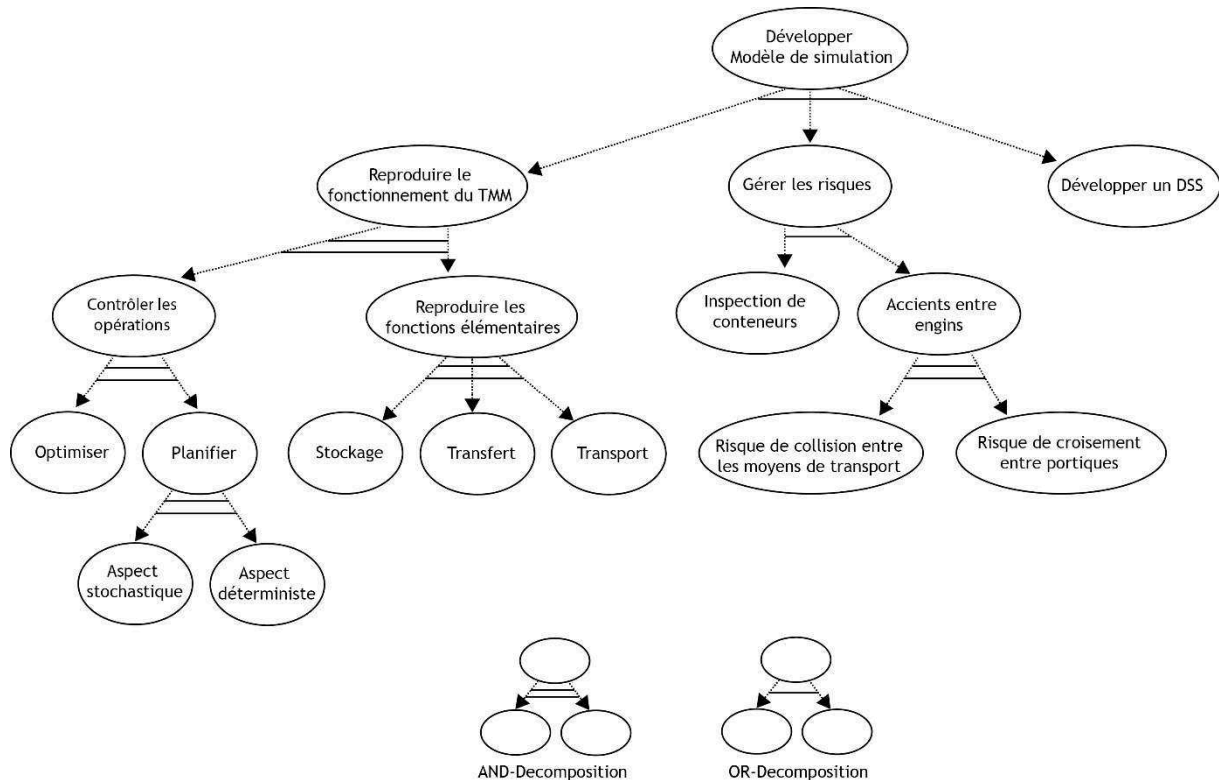 Développer
Modèle de simulation
Reproduire le
fonctionnement du TMM
Gérer les risques
Développer un DSS
Contrôler les
opérations
Reproduire les
fonctions élémentaires
Inspection de
conteneurs
Accients entre
engins
Optimiser
Planifier
Stockage
Transfert
Transport
Risque de collision entre
les moyens de transport
Risque de croisement
entre portiques
Aspect
stochastique
Aspect
déterministe
AND-Decomposition
OR-Decomposition